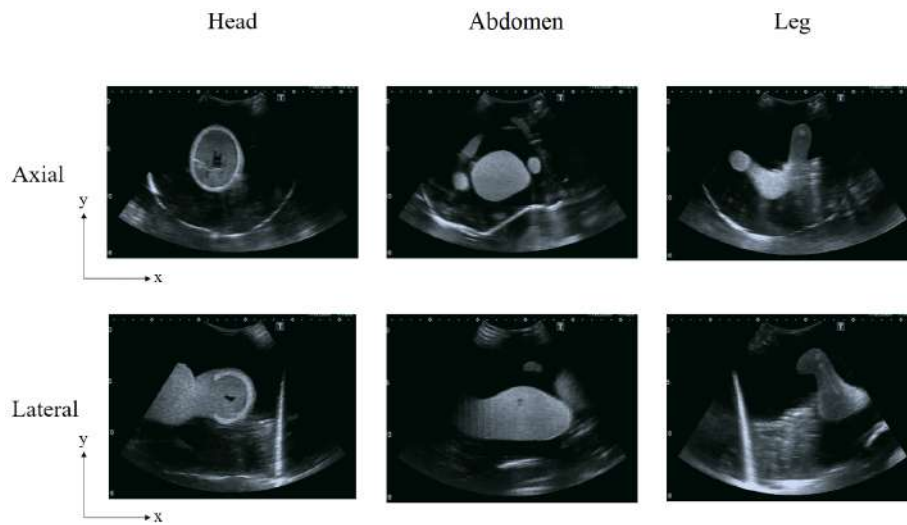 Head Abdomen Leg
T T T
Axial
y
x
T T T
Lateral
y
x